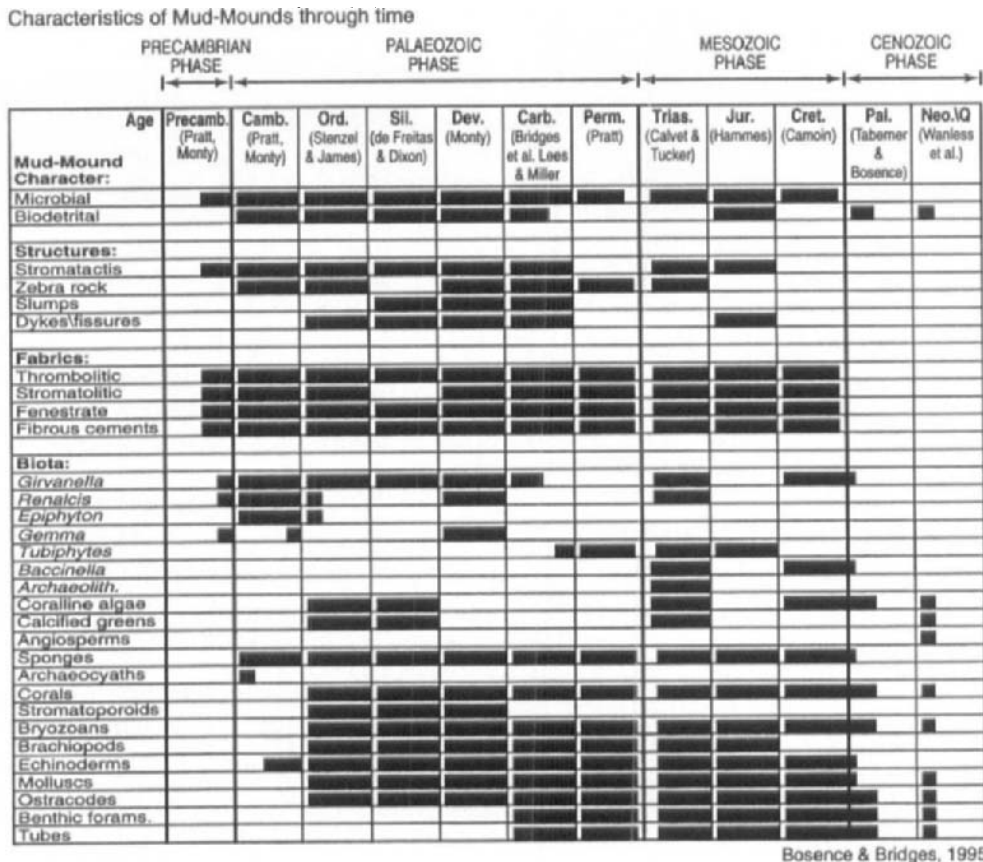 Characteristics of Mud-Mounds through time
PRECAMBRIAN PHASE
PALAEOZOIC PHASE
MESOZOIC PHASE
CENOZOIC PHASE
Age
Precamb. (Pratt, Monty)
Camb. (Pratt, Monty)
Ord. (Stenzel & James)
Sil. (de Freitas & Dixon)
Dev. (Monty)
Carb. (Bridges et al. Lees & Miller
Perm. (Pratt)
Trias. (Calvet & Tucker)
Jur. (Hammes)
Cret. (Camoin)
Pal. (Taberner & Bosence)
Neo.\Q (Wanless et al.)
Mud-Mound
Character:
Microbial
Biodetrital
Structures:
Stromatactis
Zebra rock
Slumps
Dykes\fissures
Fabrics:
Thrombolitic
Stromatolitic
Fenestrate
Fibrous cements
Biota:
Girvanella
Renalcis
Epiphyton
Gemma
Tubiphytes
Baccinella
Archaeolith.
Coralline algae
Calcified greens
Angiosperms
Sponges
Archaeocyaths
Corals
Stromatoporoids
Bryozoans
Brachiopods
Echinoderms
Molluscs
Ostracodes
Benthic forams.
Tubes
Bosence & Bridges, 1995